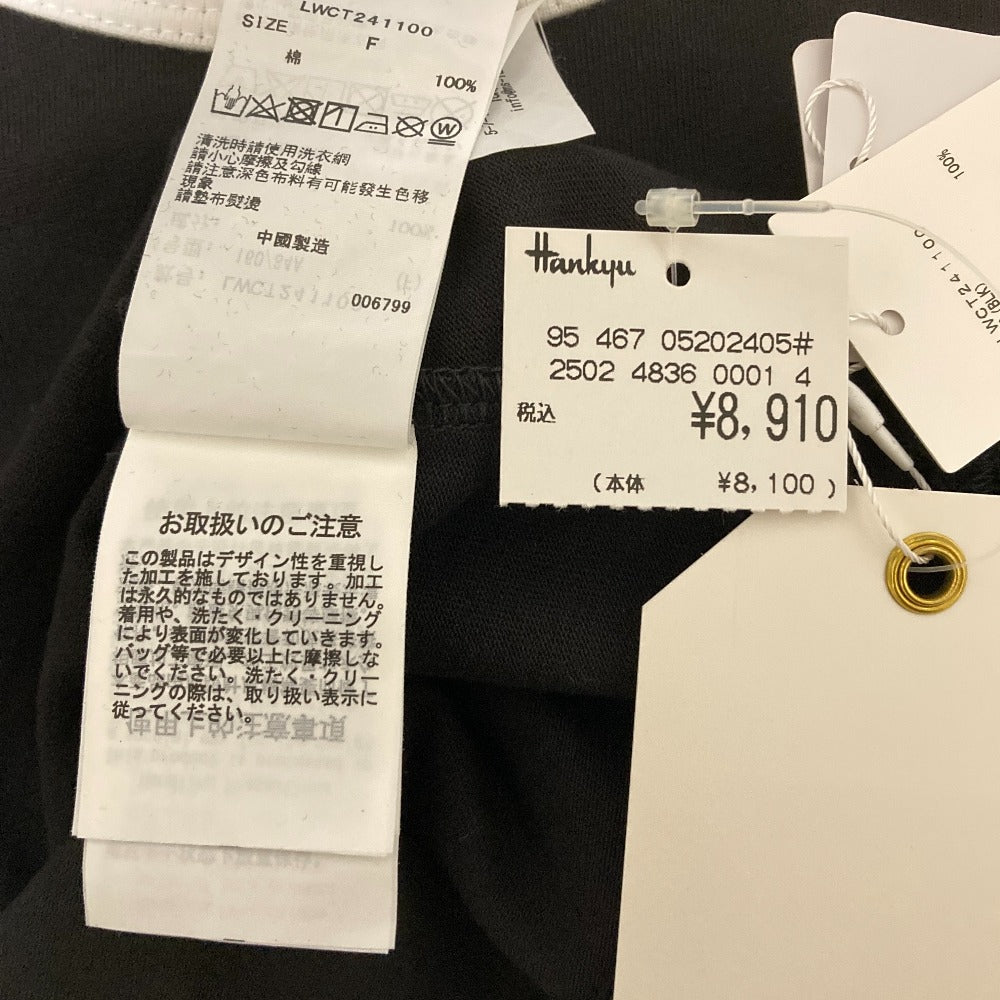 LWCT241100
SIZE F
棉 100%
W
清洗時請使用洗衣網
請小心摩擦及勾線
請注意深色布料有可能發生色移
現象
請墊布熨燙
中國製造
006799
お取扱いのご注意
この製品はデザイン性を重視し
た加工を施しております。加工
は永久的なものではありません。
着用や、洗たく・クリーニング
により表面が変化していきます。
バッグ等で必要以上に摩擦しな
いでください。洗たく・クリー
ニングの際は、取り扱い表示に
従ってください。
Hankyu
95 467 05202405#
2502 4836 0001 4
税込 ¥8,910
(本体 ¥8,100)
100%
LWCT241100
(BLK)